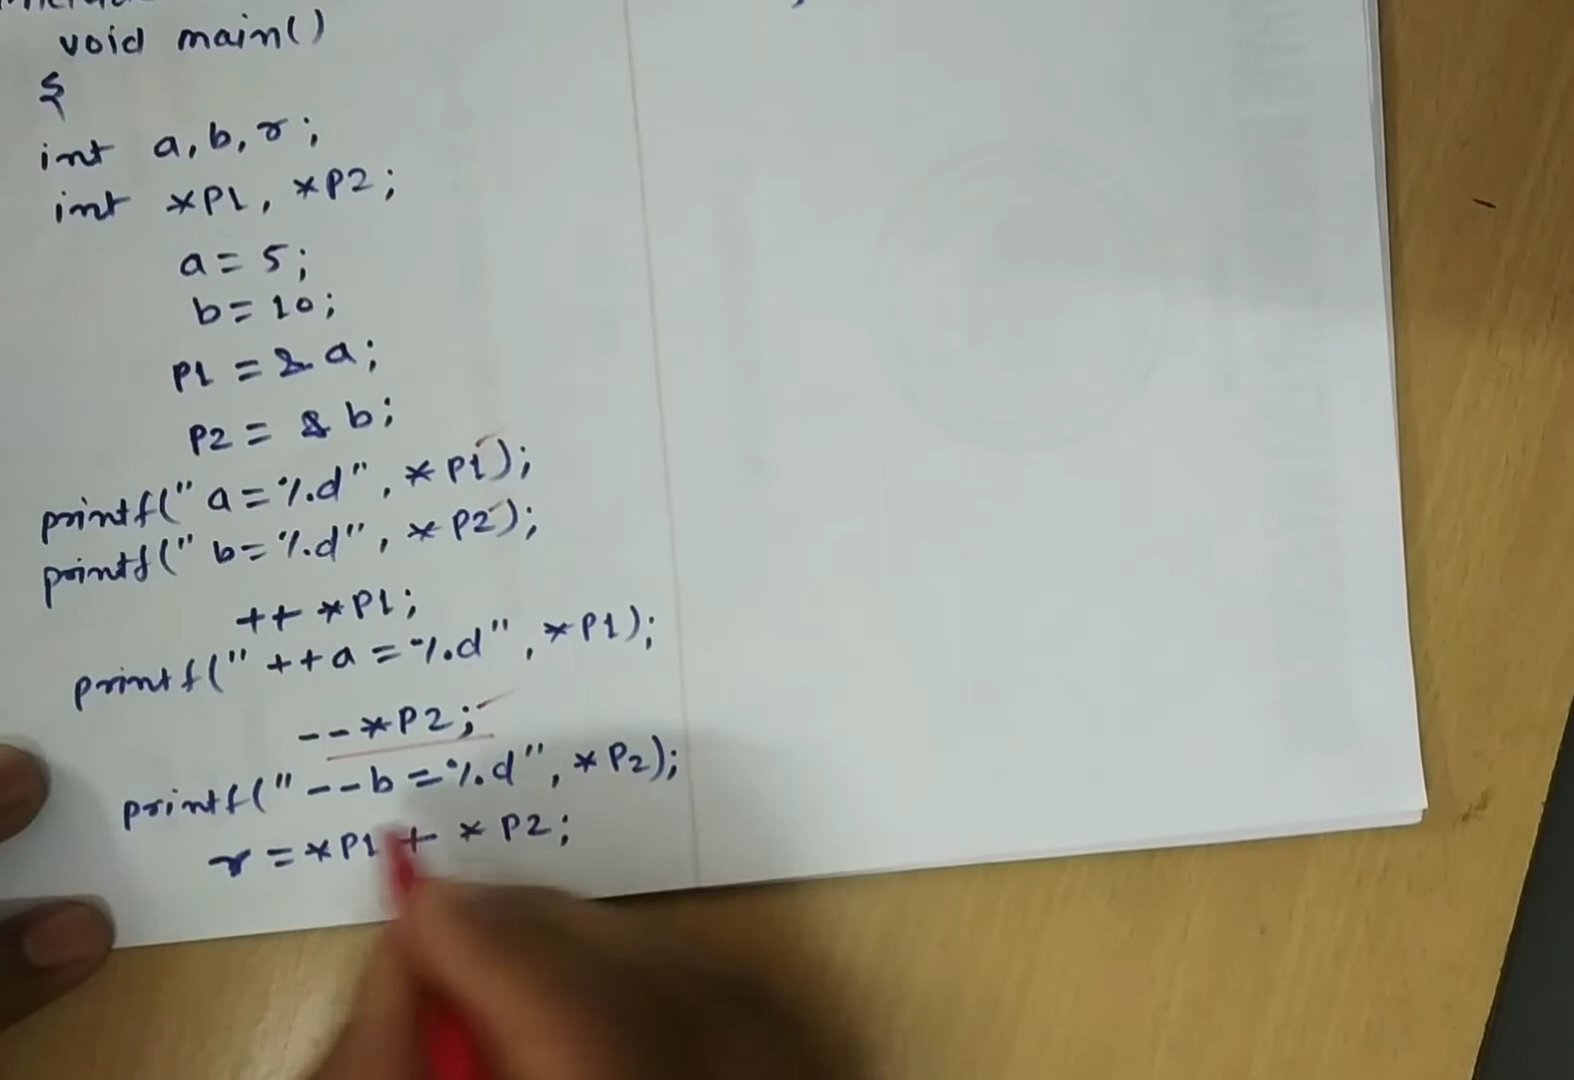 void main()
{
int a, b, r;
int *P1, *P2;
a = 5;
b = 10;
P1 = & a;
P2 = & b;
printf(" a = %d", *P1);
printf(" b = %d", *P2);
++ *P1;
printf(" ++a = %d", *P1);
-- *P2;
printf(" --b = %d", *P2);
r = *P1 + *P2;